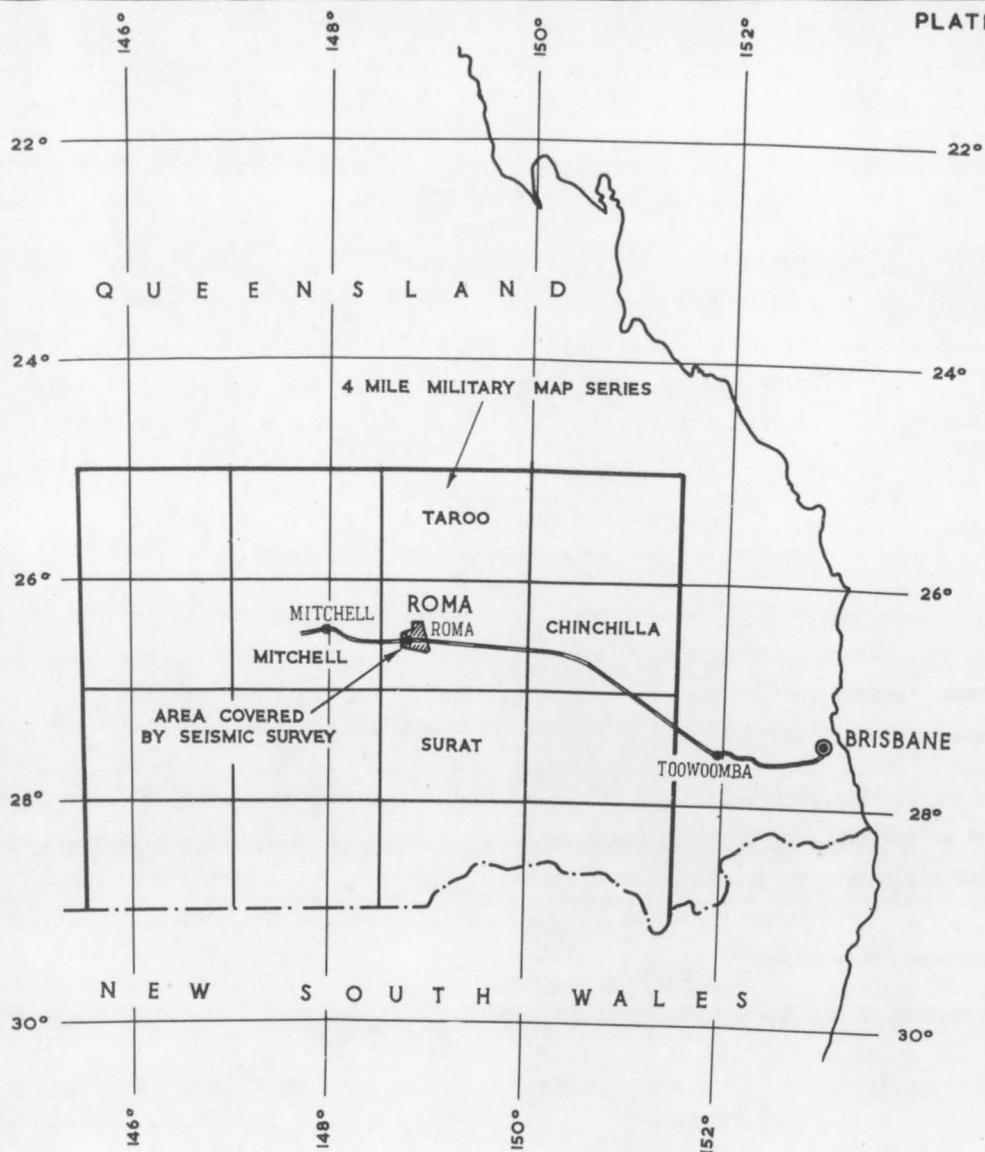 PLATE
146°
148°
150°
152°
22°
22°
QUEENSLAND
24°
24°
4 MILE MILITARY MAP SERIES
TAROO
26°
26°
MITCHELL
ROMA
ROMA
CHINCHILLA
MITCHELL
AREA COVERED
BY SEISMIC SURVEY
SURAT
BRISBANE
TOOWOOMBA
28°
28°
NEW SOUTH WALES
30°
30°
146°
148°
150°
152°